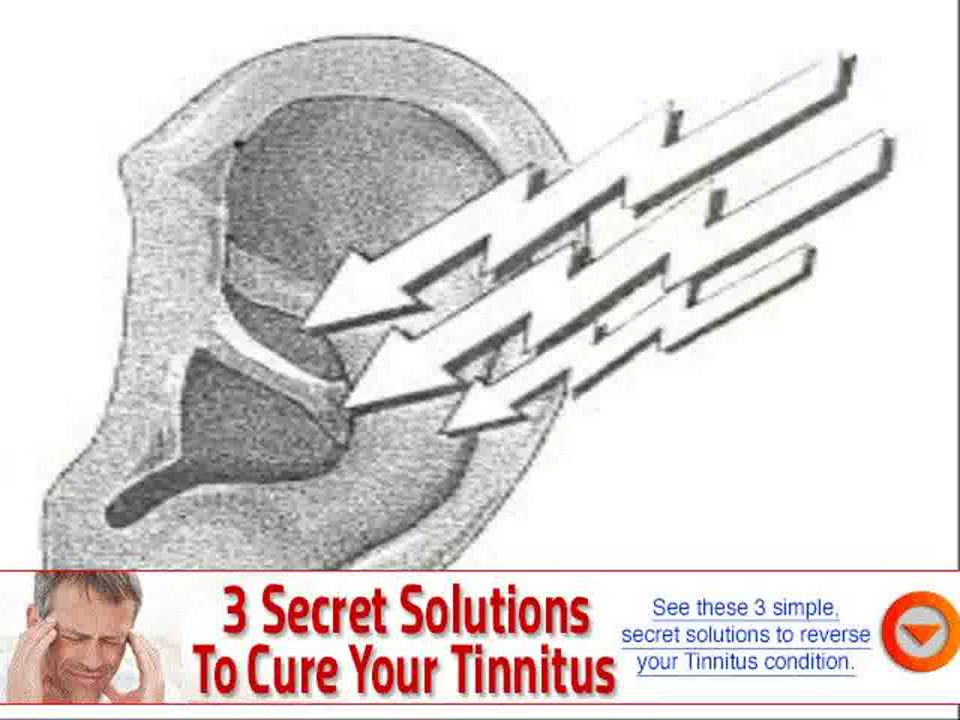 3 Secret Solutions
To Cure Your Tinnitus
See these 3 simple,
secret solutions to reverse
your Tinnitus condition.